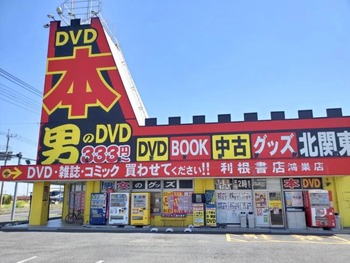 DVD
本
男のDVD
333円
DVD BOOK 中古 グッズ 北関東
DVD・雑誌・コミック 買わせてください!! 利根書店 鴻巣店
本 DVD